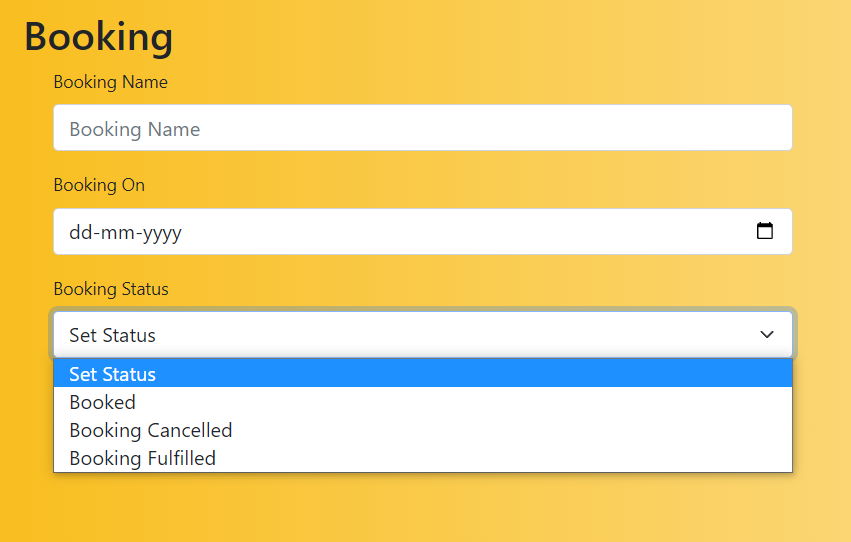 Booking
Booking Name
Booking Name
Booking On
dd-mm-yyyy
Booking Status
Set Status
Set Status
Booked
Booking Cancelled
Booking Fulfilled